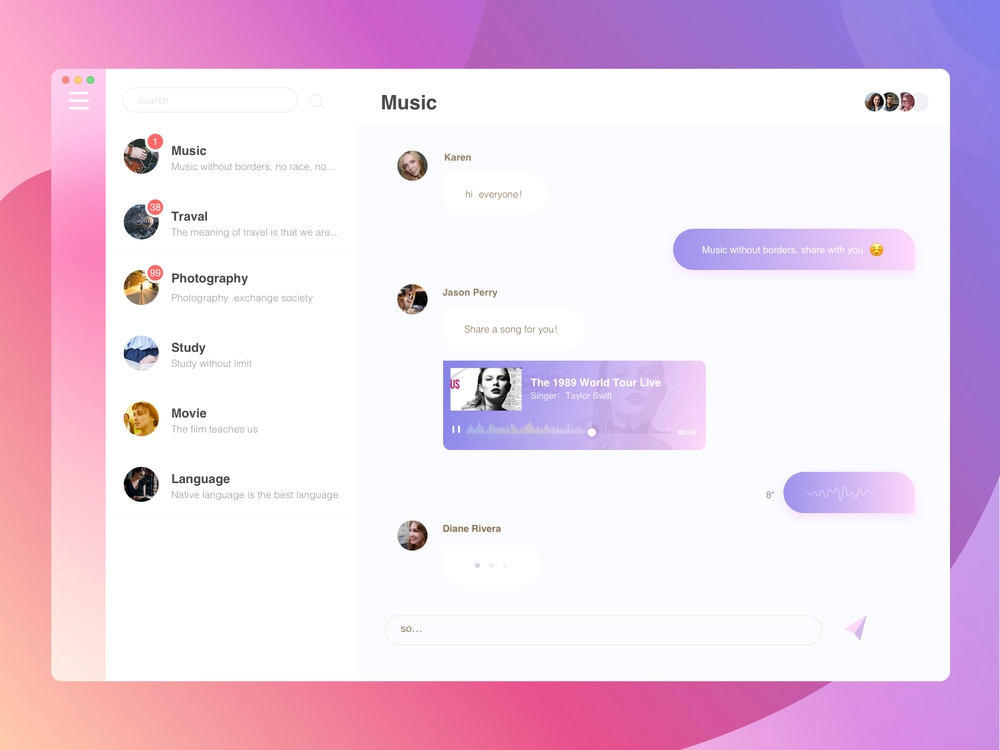 search
Music
1
Music
Music without borders, no race, no...
38
Traval
The meaning of travel is that we are...
99
Photography
Photography exchange society
Study
Study without limit
Movie
The film teaches us
Language
Native language is the best language
Karen
hi everyone!
Music without borders, share with you ☺️
Jason Perry
Share a song for you!
US
The 1989 World Tour Live
Singer: Taylor Swift
04:50
8"
Diane Rivera
so...